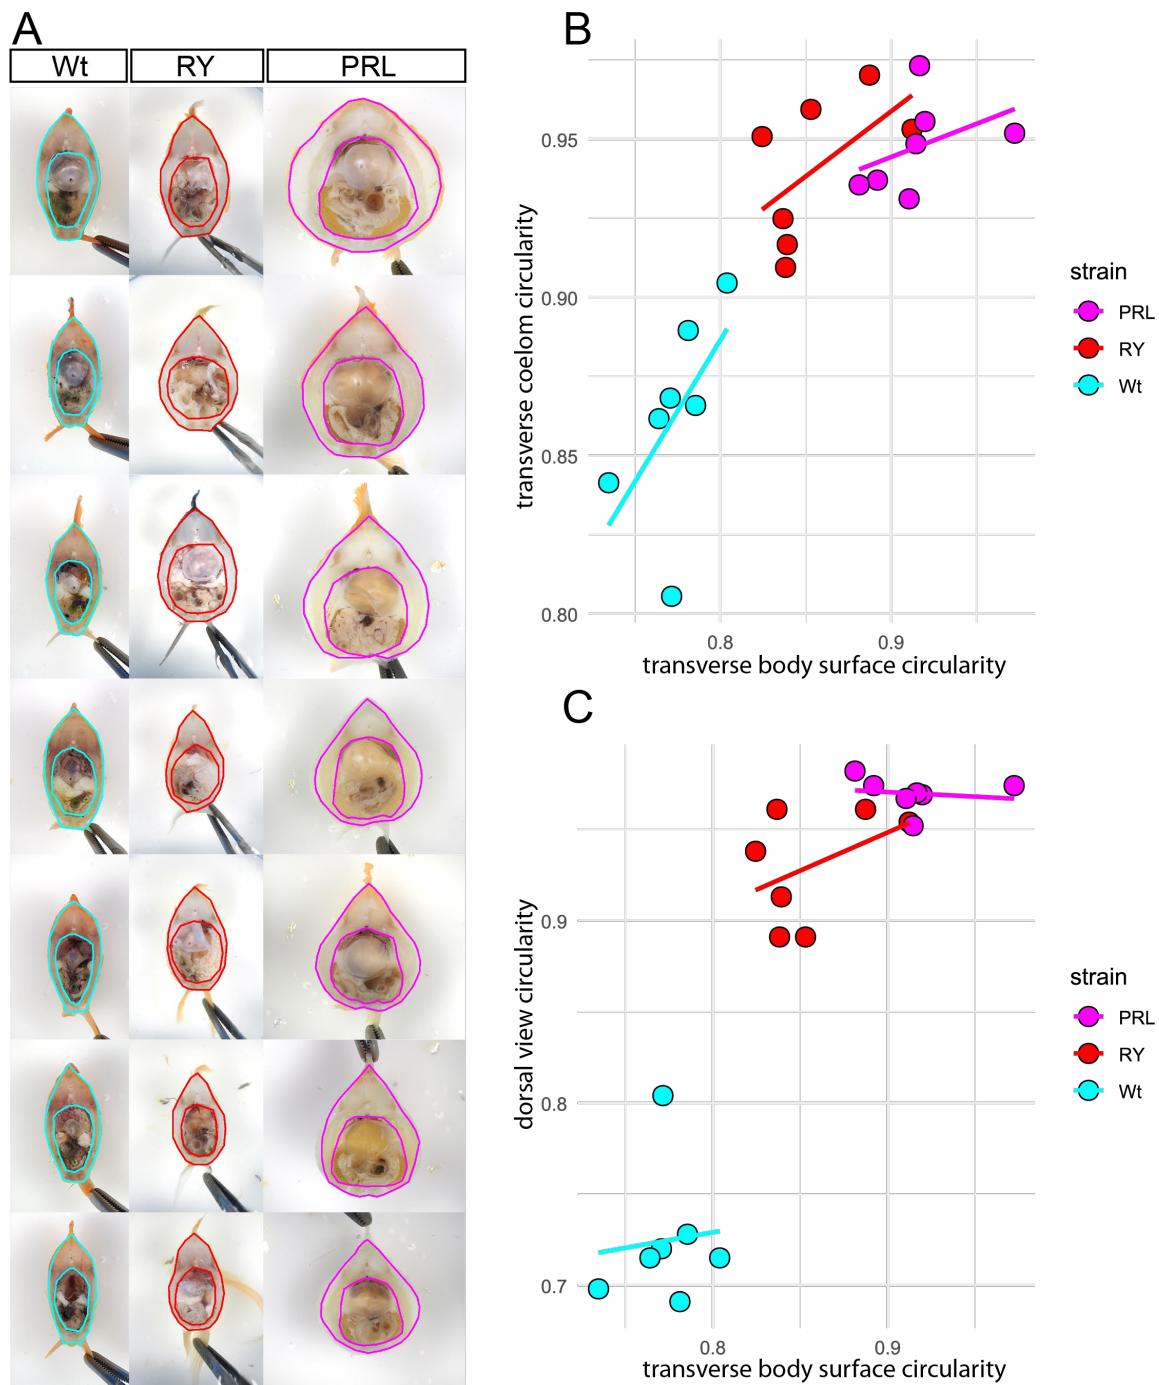 A
Wt
RY
PRL
B
0.95
0.90
0.85
0.80
transverse coelom circularity
0.8
0.9
transverse body surface circularity
strain
PRL
RY
Wt
C
0.9
0.8
0.7
dorsal view circularity
0.8
0.9
transverse body surface circularity
strain
PRL
RY
Wt